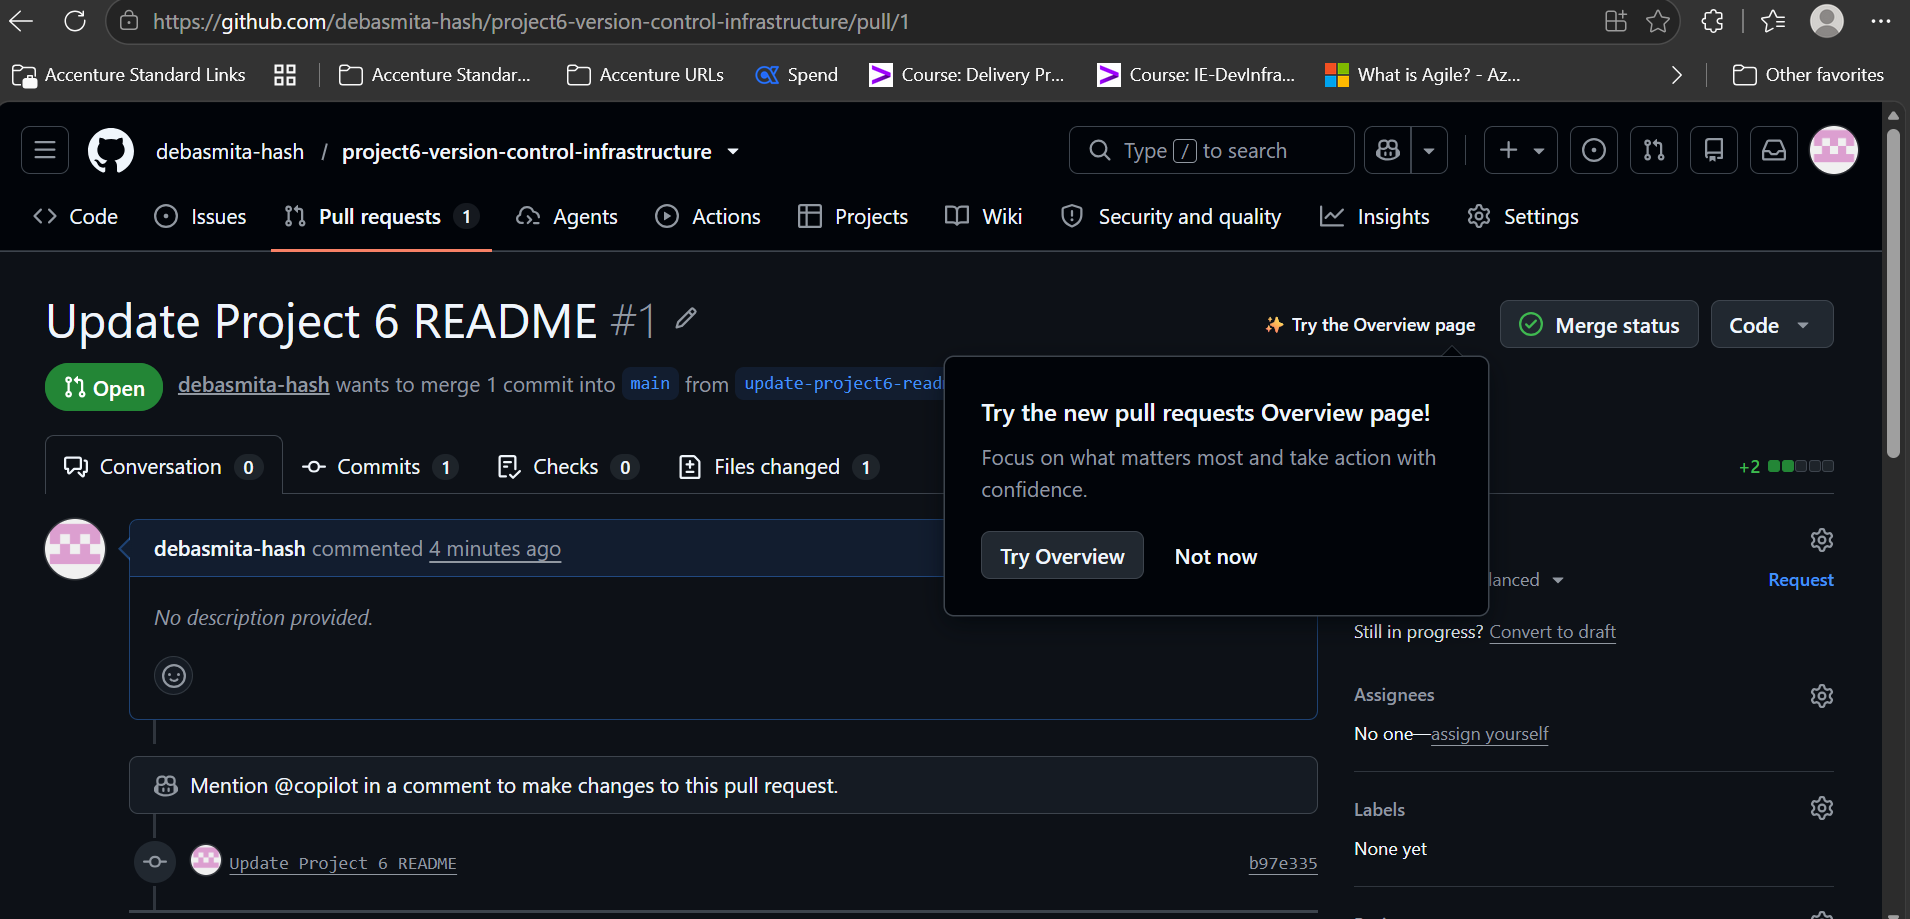 https://github.com/debasmita-hash/project6-version-control-infrastructure/pull/1
Accenture Standard Links
Accenture Standar...
Accenture URLs
Spend
Course: Delivery Pr...
Course: IE-DevInfra...
What is Agile? - Az...
Other favorites
debasmita-hash / project6-version-control-infrastructure
Type / to search
Code
Issues
Pull requests 1
Agents
Actions
Projects
Wiki
Security and quality
Insights
Settings
Update Project 6 README #1
Try the Overview page
Merge status
Code
Open
debasmita-hash wants to merge 1 commit into main from update-project6-read
Try the new pull requests Overview page!
Focus on what matters most and take action with
confidence.
Try Overview
Not now
Conversation 0
Commits 1
Checks 0
Files changed 1
+2
debasmita-hash commented 4 minutes ago
No description provided.
lanced
Request
Still in progress? Convert to draft
Assignees
No one—assign yourself
Mention @copilot in a comment to make changes to this pull request.
Labels
None yet
Update Project 6 README
b97e335